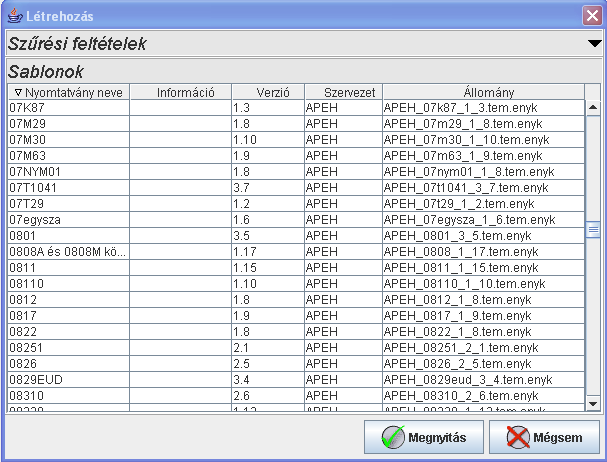 Létrehozás
Szűrési feltételek
Sablonok
Nyomtatvány neve Információ Verzió Szervezet Állomány
07K87 1.3 APEH APEH_07k87_1_3.tem.enyk
07M29 1.8 APEH APEH_07m29_1_8.tem.enyk
07M30 1.10 APEH APEH_07m30_1_10.tem.enyk
07M63 1.9 APEH APEH_07m63_1_9.tem.enyk
07NYM01 1.8 APEH APEH_07nym01_1_8.tem.enyk
07T1041 3.7 APEH APEH_07t1041_3_7.tem.enyk
07T29 1.2 APEH APEH_07t29_1_2.tem.enyk
07egysza 1.6 APEH APEH_07egysza_1_6.tem.enyk
0801 3.5 APEH APEH_0801_3_5.tem.enyk
0808A és 0808M kö... 1.17 APEH APEH_0808_1_17.tem.enyk
0811 1.15 APEH APEH_0811_1_15.tem.enyk
08110 1.10 APEH APEH_08110_1_10.tem.enyk
0812 1.8 APEH APEH_0812_1_8.tem.enyk
0817 1.9 APEH APEH_0817_1_9.tem.enyk
0822 1.8 APEH APEH_0822_1_8.tem.enyk
08251 2.1 APEH APEH_08251_2_1.tem.enyk
0826 2.5 APEH APEH_0826_2_5.tem.enyk
0829EUD 3.4 APEH APEH_0829eud_3_4.tem.enyk
08310 2.6 APEH APEH_08310_2_6.tem.enyk
Megnyitás Mégsem